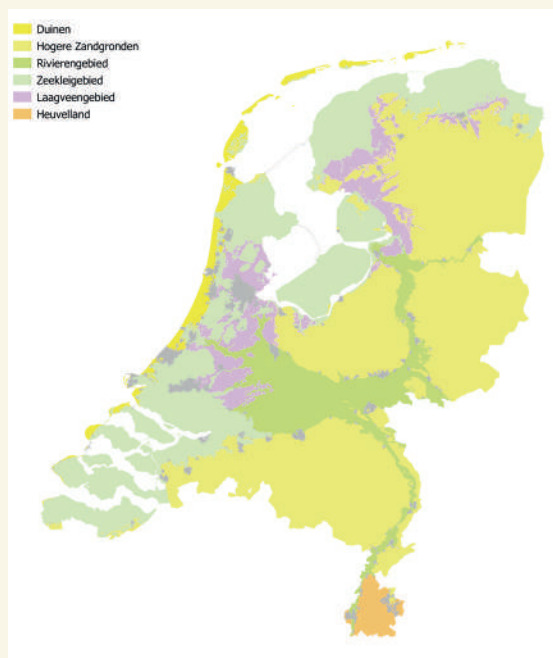 Duinen
Hogere Zandgronden
Rivierengebied
Zeekleigebied
Laagveengebied
Heuvelland